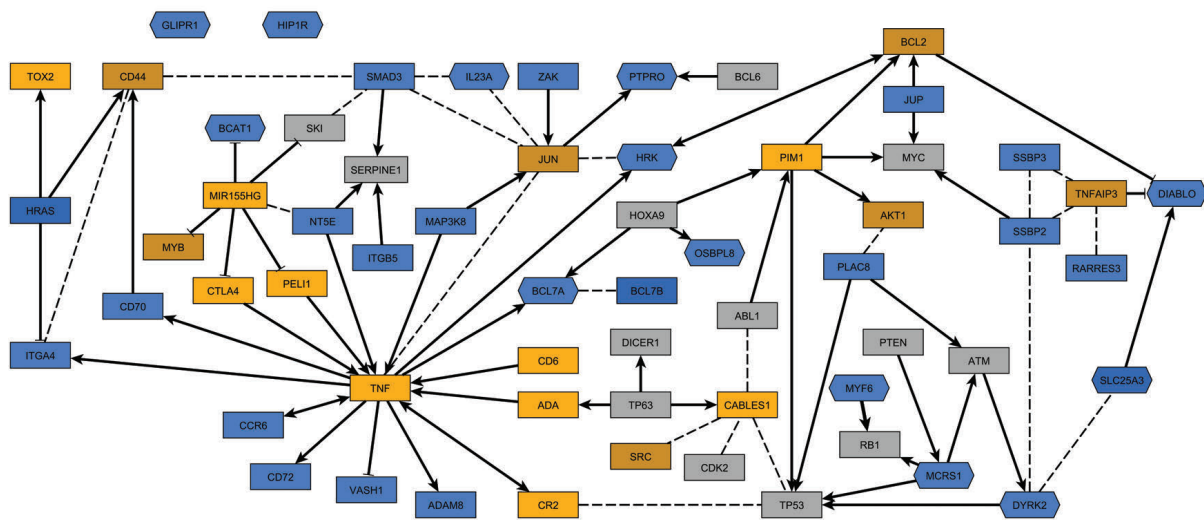 GLIPR1
HIP1R
BCL2
TOX2
CD44
SMAD3
IL23A
ZAK
PTPRO
BCL6
JUP
BCAT1
SKI
SERPINE1
JUN
HRK
PIM1
MYC
SSBP3
TNFAIP3
DIABLO
HRAS
MIR155HG
NT5E
MAP3K8
HOXA9
AKT1
SSBP2
MYB
ITGB5
OSBPL8
PLAC8
RARRES3
CTLA4
PELI1
BCL7A
BCL7B
CD70
ABL1
ITGA4
DICER1
PTEN
ATM
CD6
TNF
MYF6
SLC25A3
ADA
TP63
CABLES1
CCR6
RB1
SRC
CDK2
CD72
VASH1
MCRS1
ADAM8
CR2
TP53
DYRK2